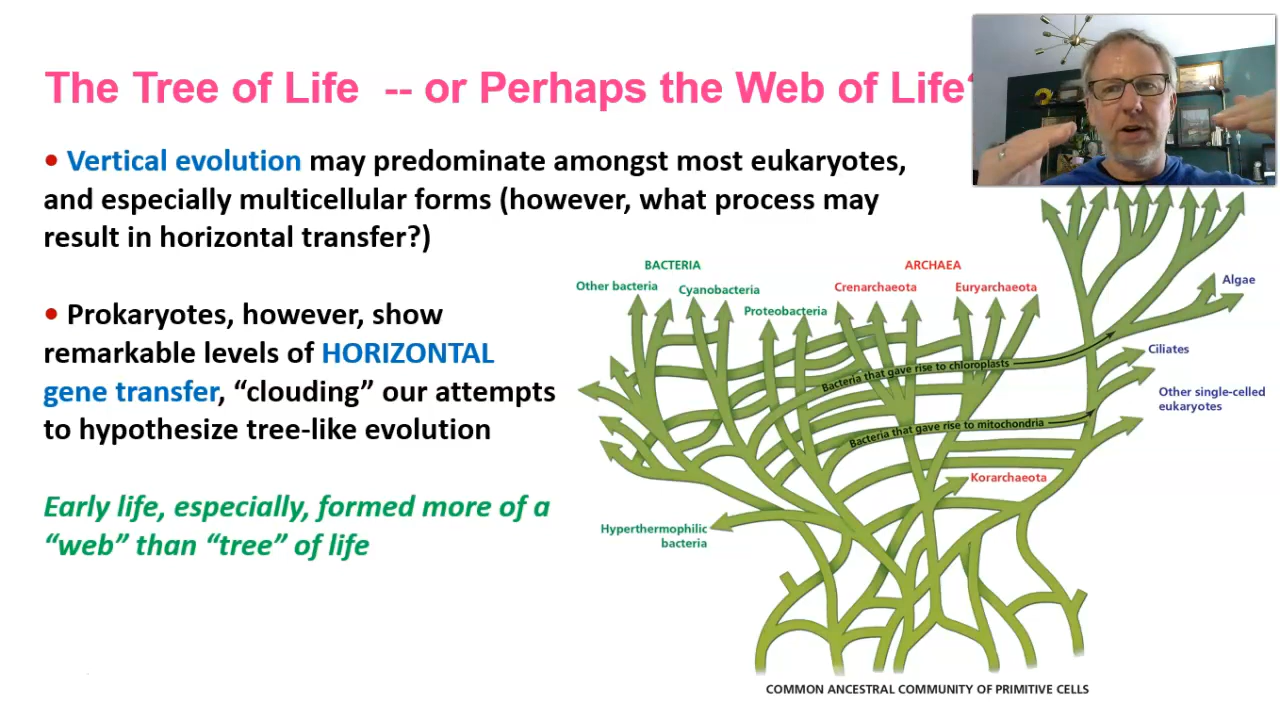 The Tree of Life -- or Perhaps the Web of Life?
• Vertical evolution may predominate amongst most eukaryotes,
and especially multicellular forms (however, what process may
result in horizontal transfer?)
• Prokaryotes, however, show
remarkable levels of HORIZONTAL
gene transfer, “clouding” our attempts
to hypothesize tree-like evolution
Early life, especially, formed more of a
“web” than “tree” of life
BACTERIA
ARCHAEA
Other bacteria
Cyanobacteria
Proteobacteria
Crenarchaeota
Euryarchaeota
Algae
Ciliates
Other single-celled
eukaryotes
Bacteria that gave rise to chloroplasts
Bacteria that gave rise to mitochondria
Korarchaeota
Hyperthermophilic
bacteria
COMMON ANCESTRAL COMMUNITY OF PRIMITIVE CELLS